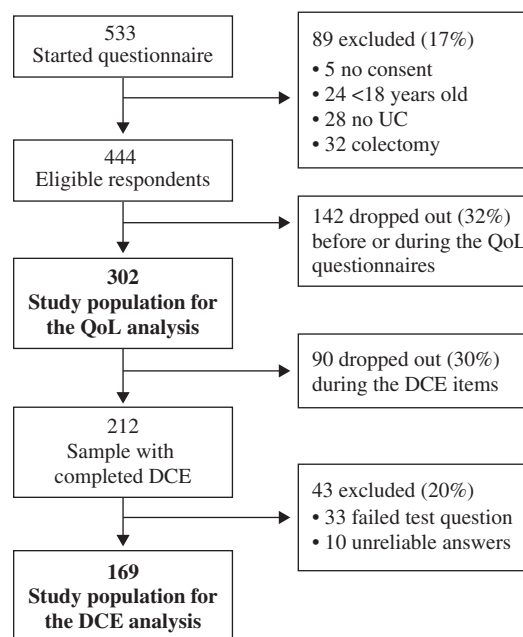 533
Started questionnaire
89 excluded (17%)
• 5 no consent
• 24 <18 years old
• 28 no UC
• 32 colectomy
444
Eligible respondents
142 dropped out (32%)
before or during the QoL
questionnaires
302
Study population for
the QoL analysis
90 dropped out (30%)
during the DCE items
212
Sample with
completed DCE
43 excluded (20%)
• 33 failed test question
• 10 unreliable answers
169
Study population for
the DCE analysis